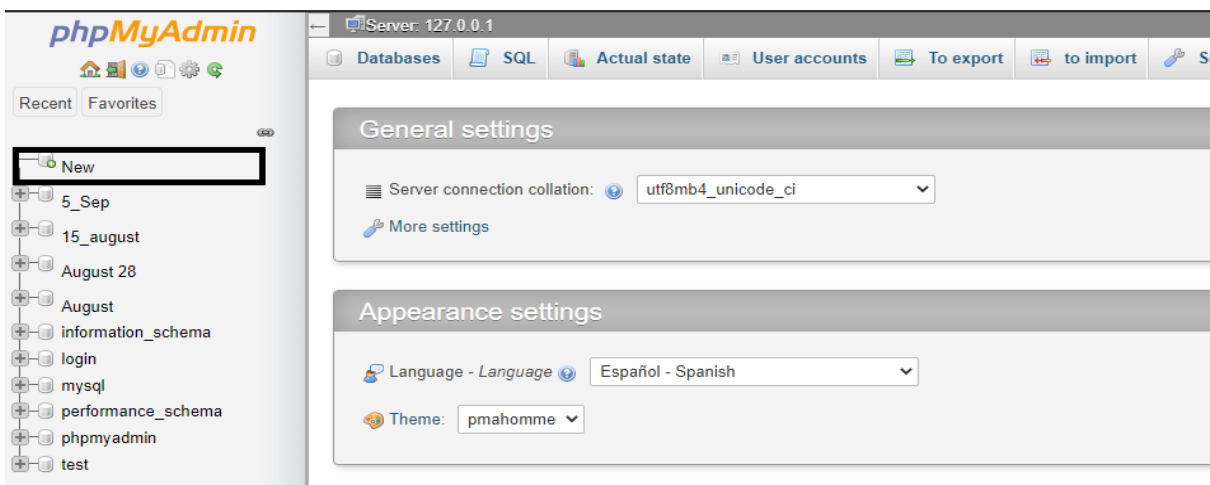 phpMyAdmin
Recent Favorites
New
5_Sep
15_august
August 28
August
information_schema
login
mysql
performance_schema
phpmyadmin
test
Server: 127.0.0.1
Databases SQL Actual state User accounts To export to import
General settings
Server connection collation: utf8mb4_unicode_ci
More settings
Appearance settings
Language - Language Español - Spanish
Theme: pmahomme